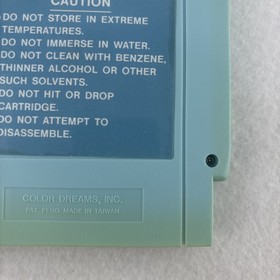 CAUTION
DO NOT STORE IN EXTREME
TEMPERATURES.
DO NOT IMMERSE IN WATER.
DO NOT CLEAN WITH BENZENE,
THINNER ALCOHOL OR OTHER
SUCH SOLVENTS.
DO NOT HIT OR DROP
CARTRIDGE.
DO NOT ATTEMPT TO
DISASSEMBLE.
COLOR DREAMS, INC.
PAT. PEND. MADE IN TAIWAN